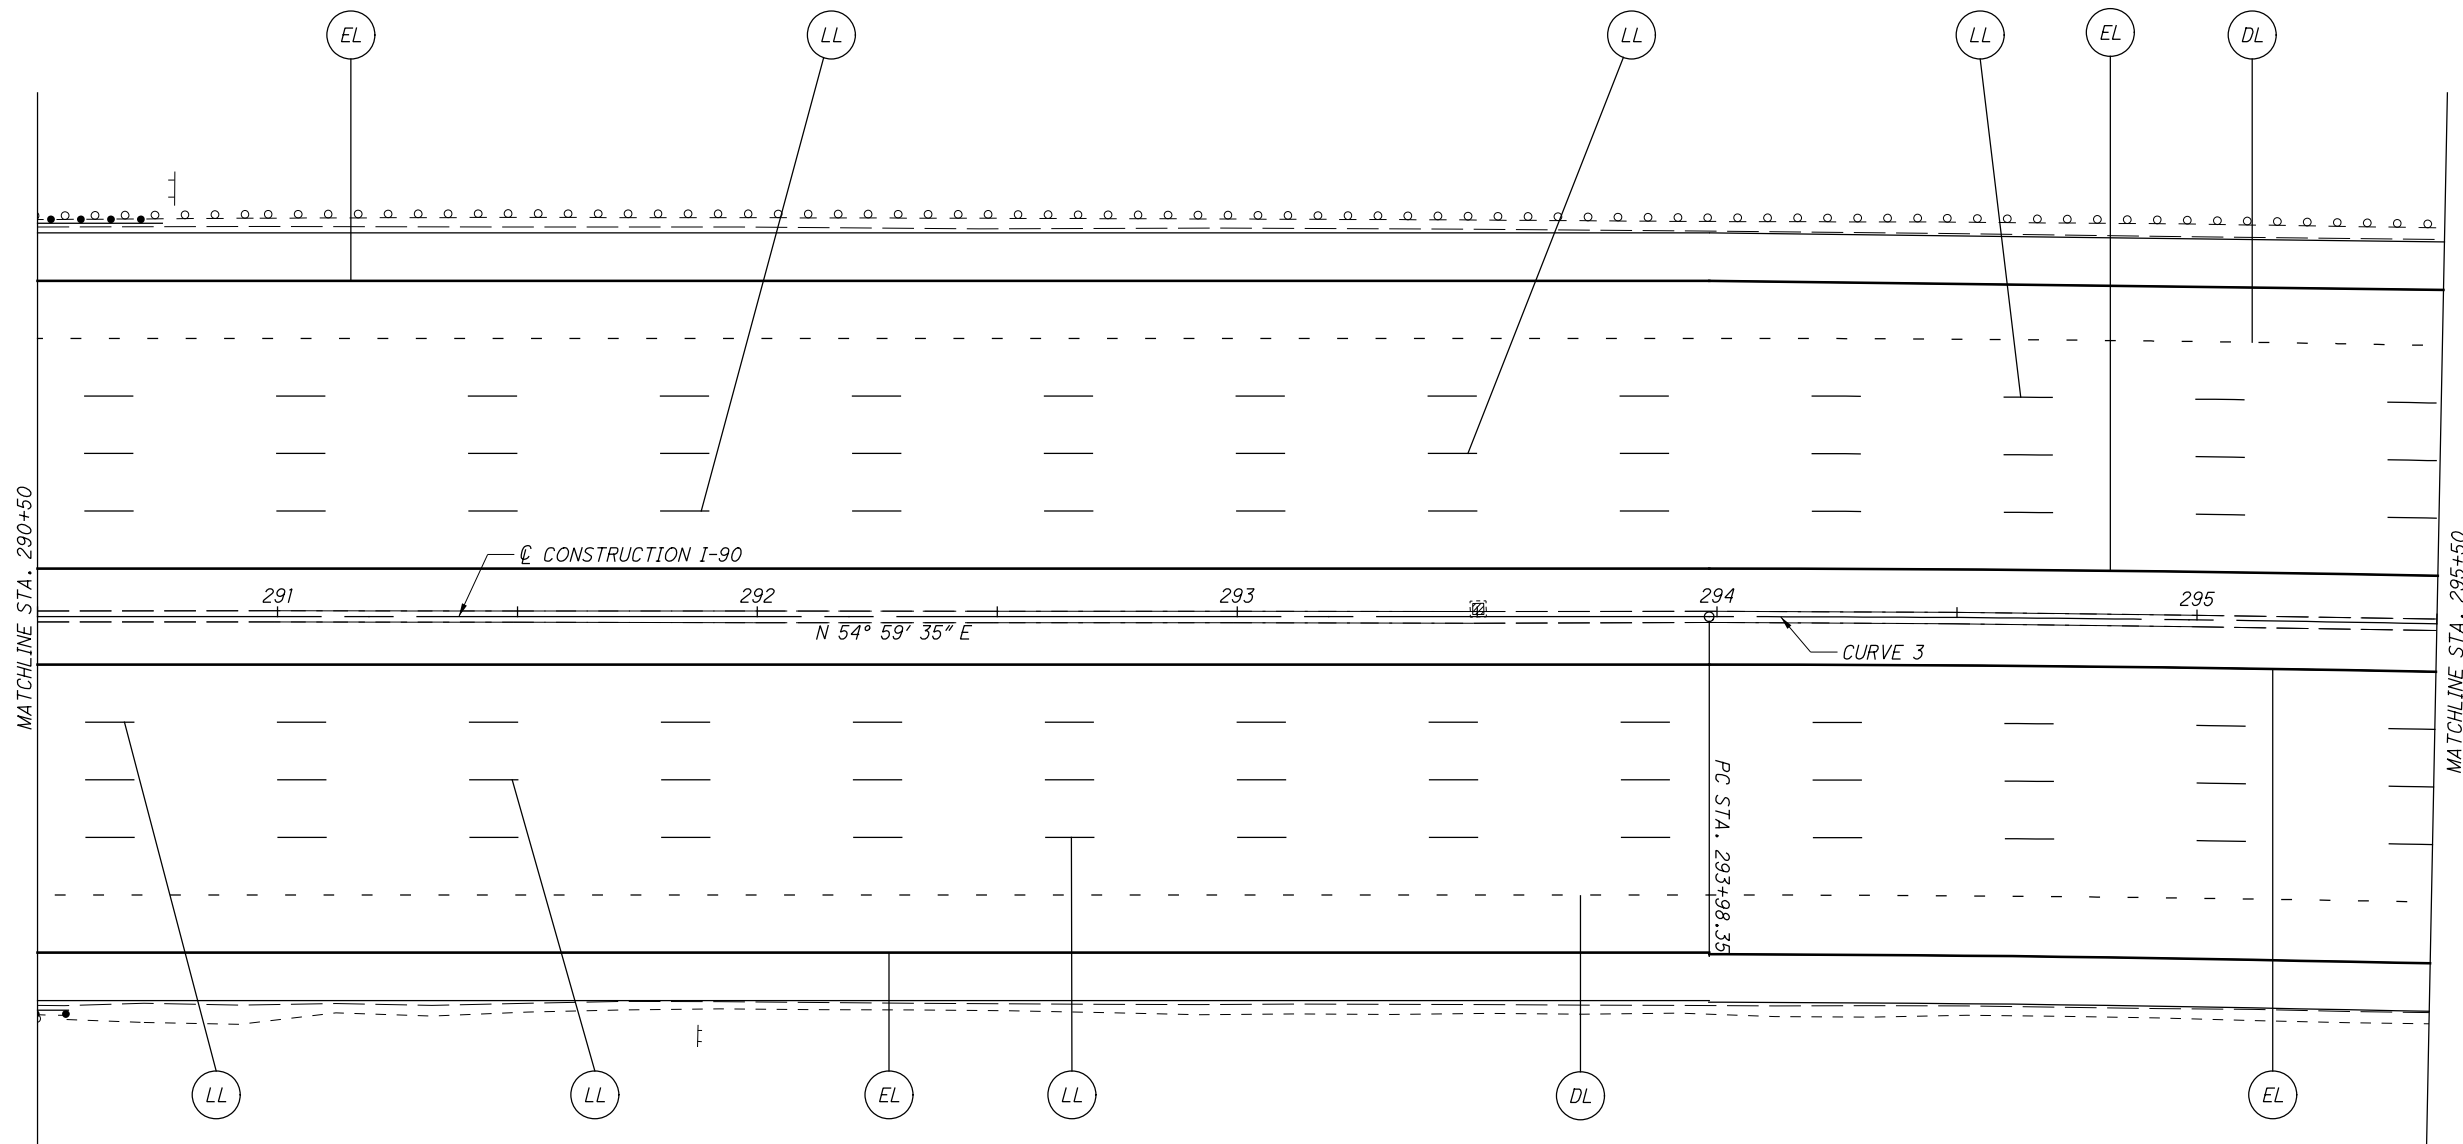 EL
LL
LL
LL
EL
DL
MATCHLINE STA. 290+50
℄ CONSTRUCTION I-90
291
292
293
294
295
N 54° 59' 35" E
CURVE 3
PC STA. 293+98.35
MATCHLINE STA. 295+50
LL
LL
EL
LL
DL
EL